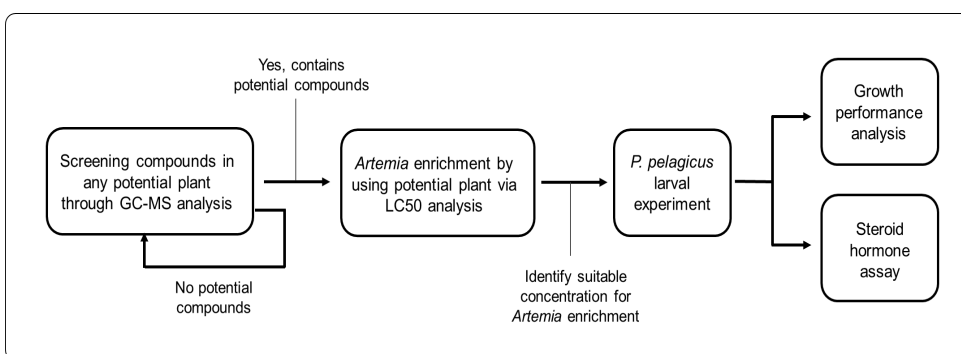 Yes, contains
potential compounds
Screening compounds in
any potential plant
through GC-MS analysis
No potential
compounds
Artemia enrichment by
using potential plant via
LC50 analysis
Identify suitable
concentration for
Artemia enrichment
P. pelagicus
larval
experiment
Growth
performance
analysis
Steroid
hormone
assay